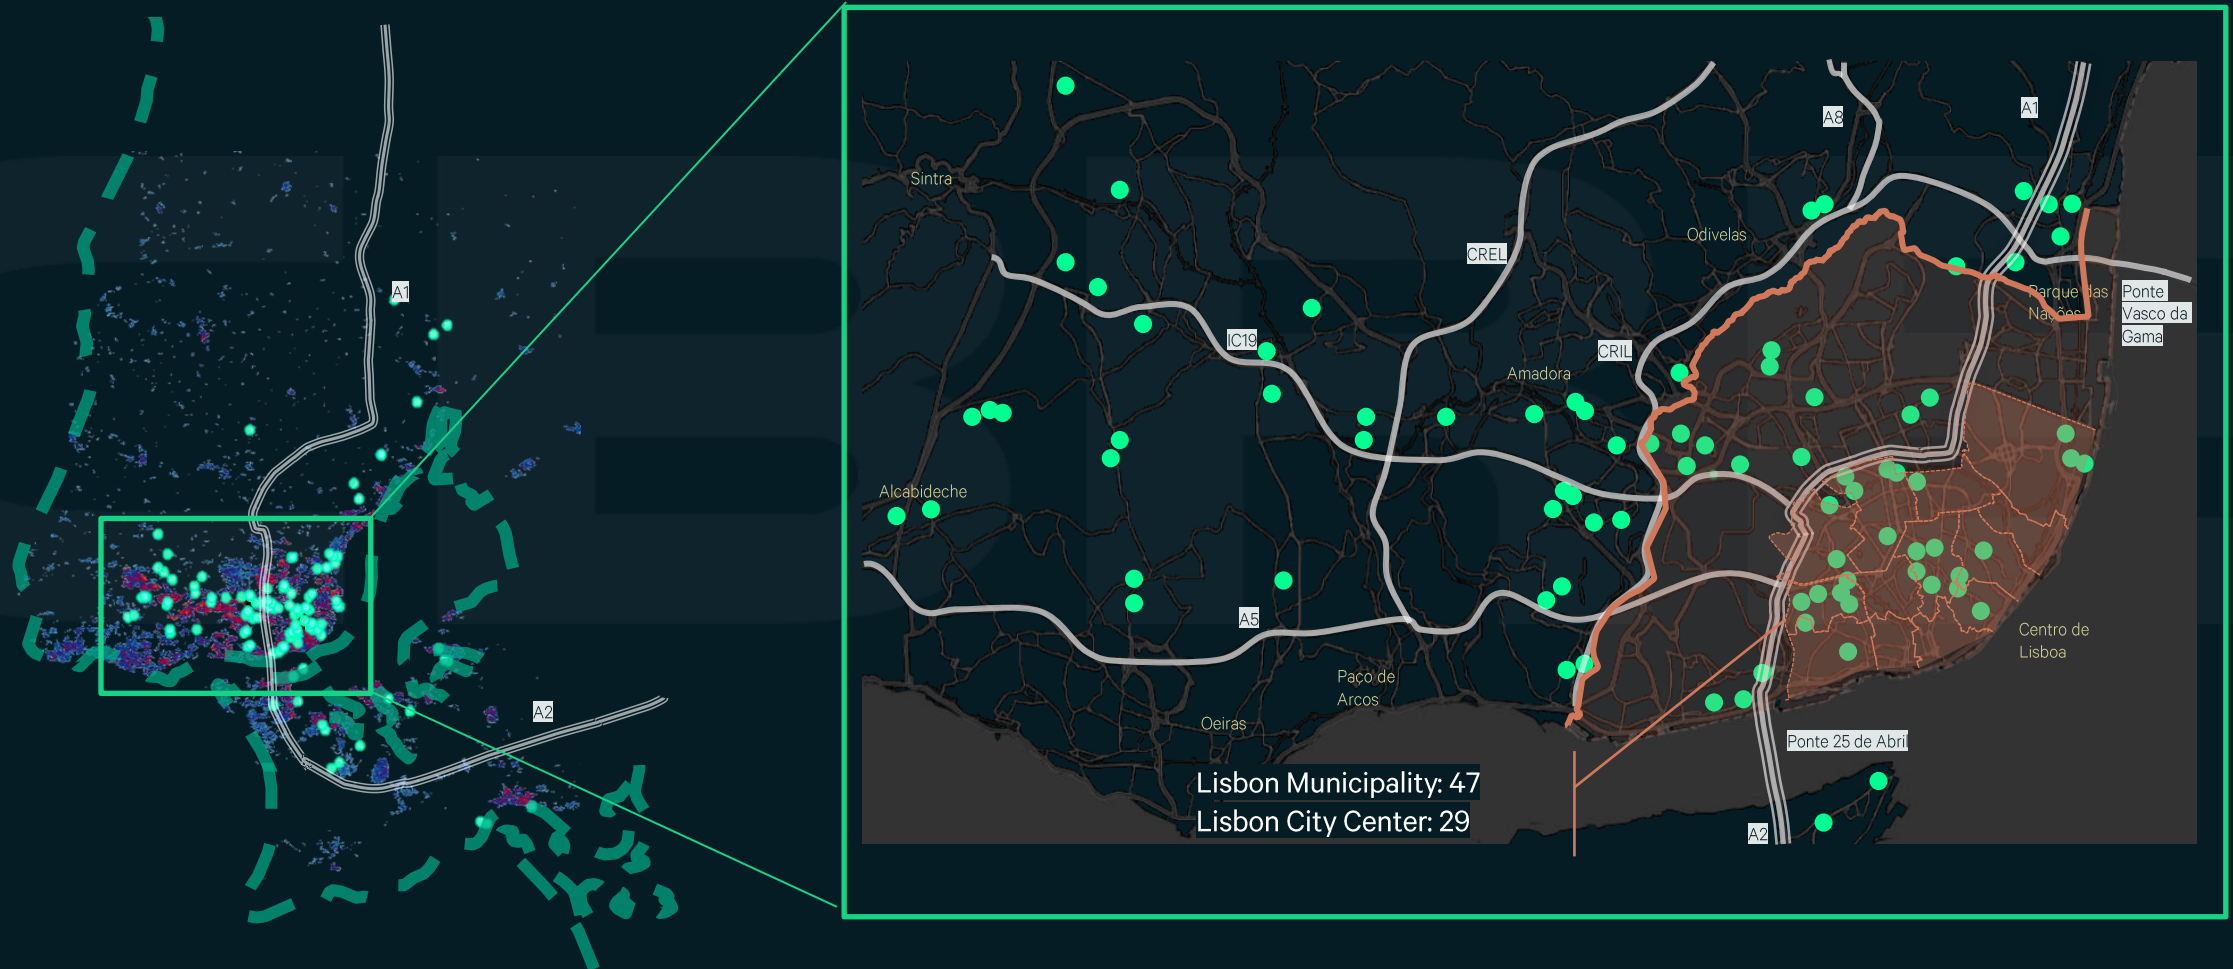 A1
A2
Sintra
Alcabideche
IC19
CREL
A5
Oeiras
Paço de
Arcos
Amadora
CRIL
Odivelas
A8
A1
Parque das
Nações
Ponte
Vasco da
Gama
Centro de
Lisboa
Ponte 25 de Abril
A2
Lisbon Municipality: 47
Lisbon City Center: 29